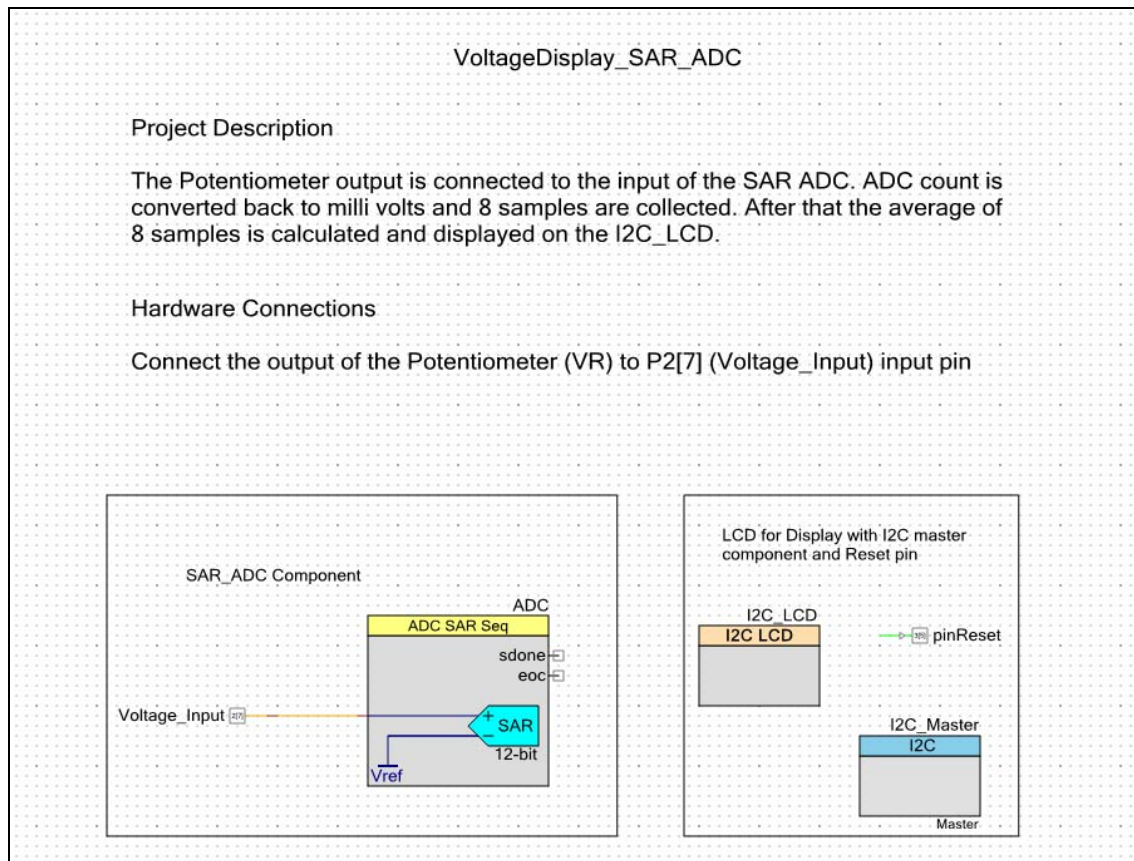 VoltageDisplay_SAR_ADC
Project Description
The Potentiometer output is connected to the input of the SAR ADC. ADC count is
converted back to milli volts and 8 samples are collected. After that the average of
8 samples is calculated and displayed on the I2C_LCD.
Hardware Connections
Connect the output of the Potentiometer (VR) to P2[7] (Voltage_Input) input pin
SAR_ADC Component
ADC
ADC SAR Seq
sdone
eoc
Voltage_Input
2[7]
+ SAR
−
12-bit
Vref
LCD for Display with I2C master
component and Reset pin
I2C_LCD
I2C LCD
pinReset
I2C_Master
I2C
Master